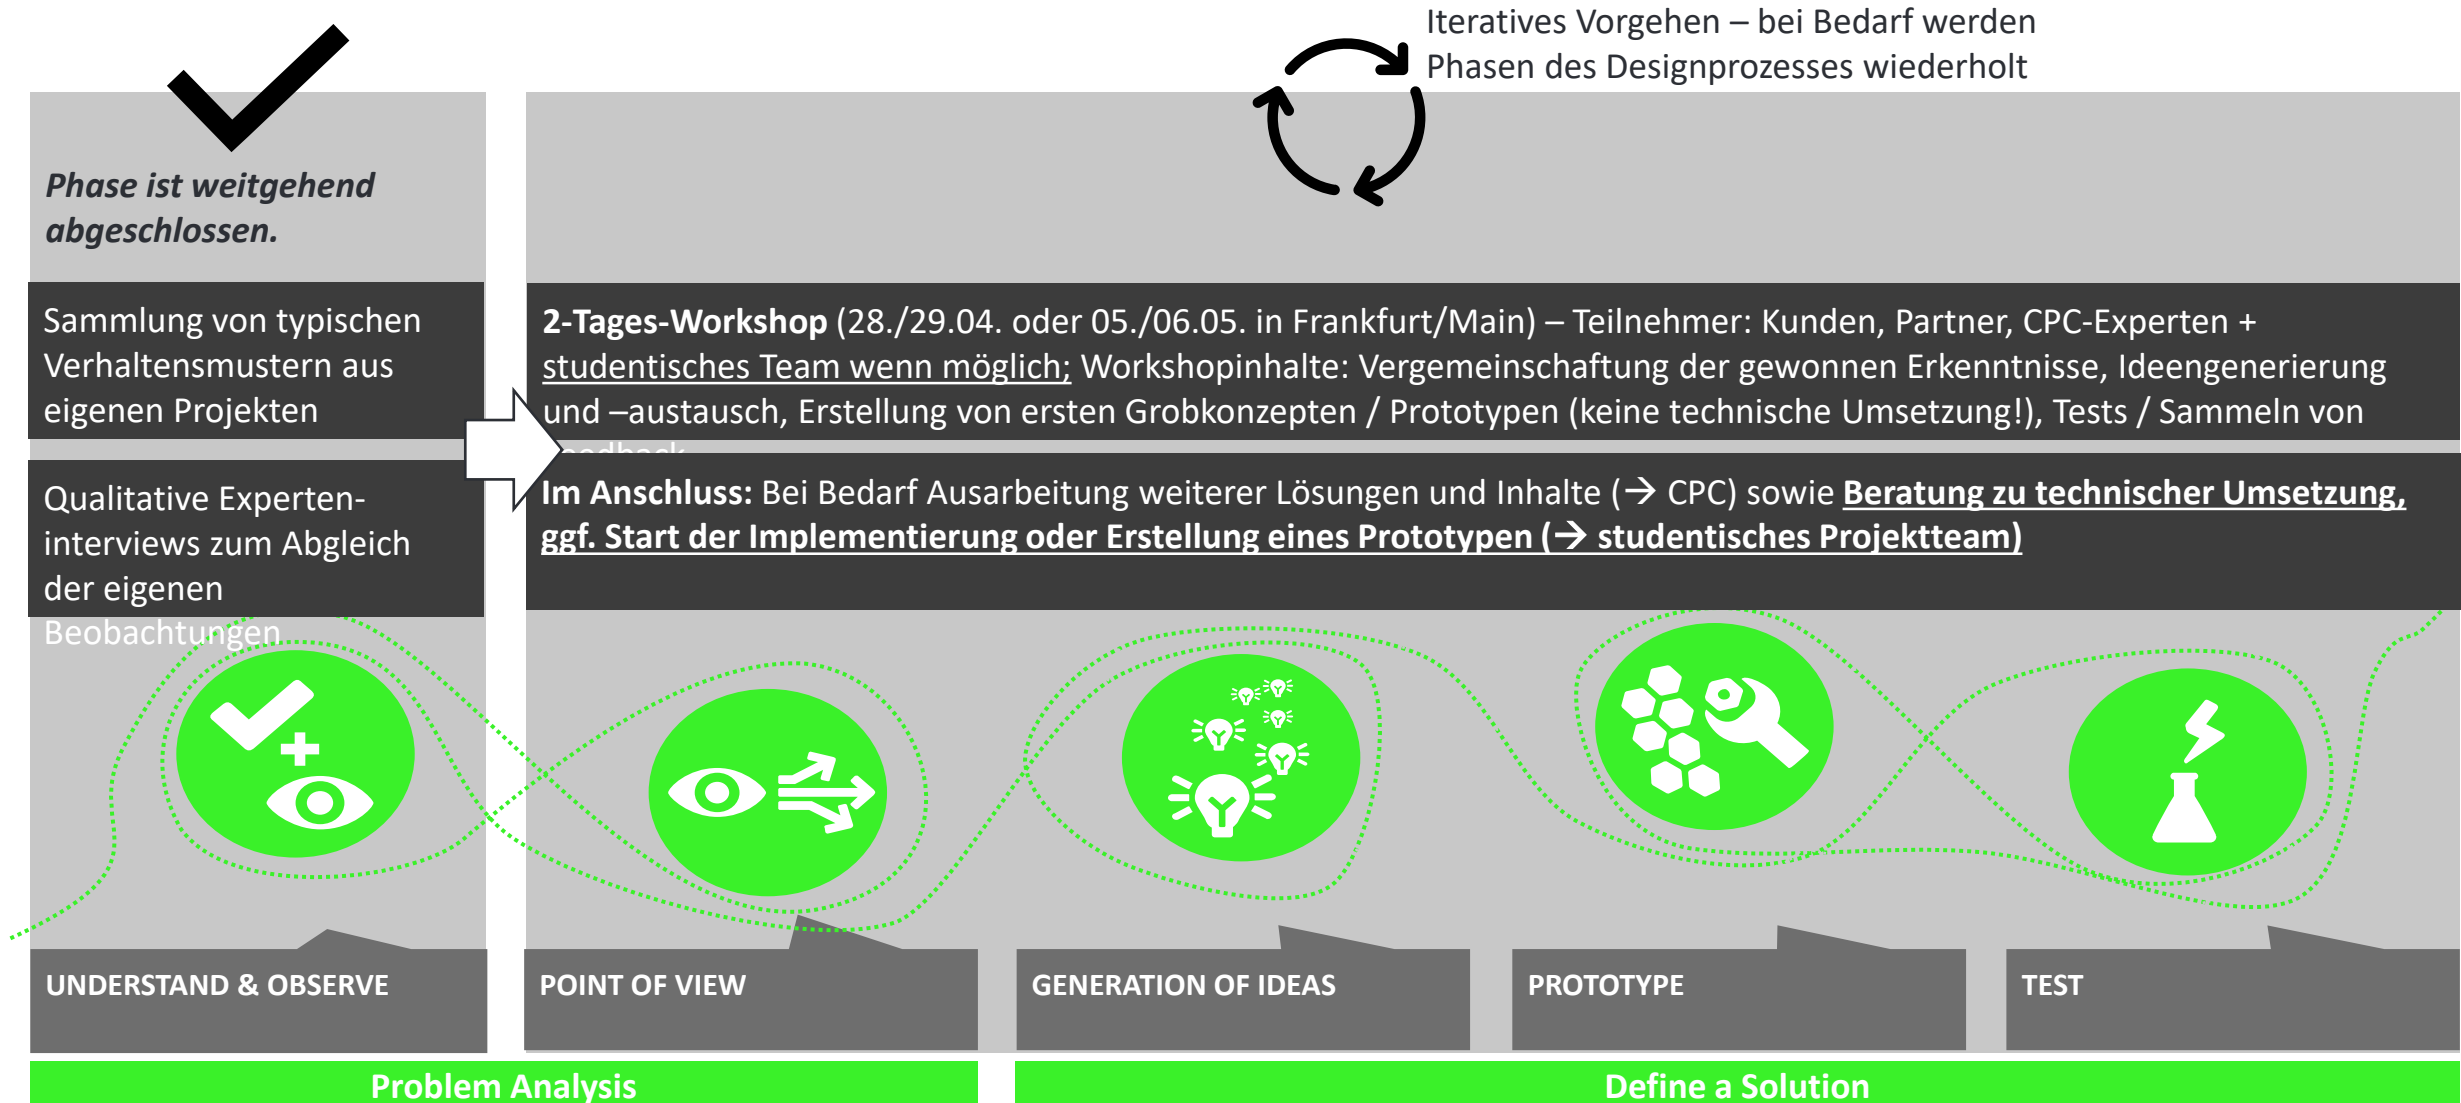 Iteratives Vorgehen – bei Bedarf werden
Phasen des Designprozesses wiederholt
Phase ist weitgehend
abgeschlossen.
Sammlung von typischen
Verhaltensmustern aus
eigenen Projekten
Qualitative Experten-
interviews zum Abgleich
der eigenen
Beobachtungen
2-Tages-Workshop (28./29.04. oder 05./06.05. in Frankfurt/Main) – Teilnehmer: Kunden, Partner, CPC-Experten +
studentisches Team wenn möglich; Workshopinhalte: Vergemeinschaftung der gewonnen Erkenntnisse, Ideengenerierung
und –austausch, Erstellung von ersten Grobkonzepten / Prototypen (keine technische Umsetzung!), Tests / Sammeln von
Im Anschluss: Bei Bedarf Ausarbeitung weiterer Lösungen und Inhalte (→ CPC) sowie Beratung zu technischer Umsetzung,
ggf. Start der Implementierung oder Erstellung eines Prototypen (→ studentisches Projektteam)
UNDERSTAND & OBSERVE
POINT OF VIEW
GENERATION OF IDEAS
PROTOTYPE
TEST
Problem Analysis
Define a Solution